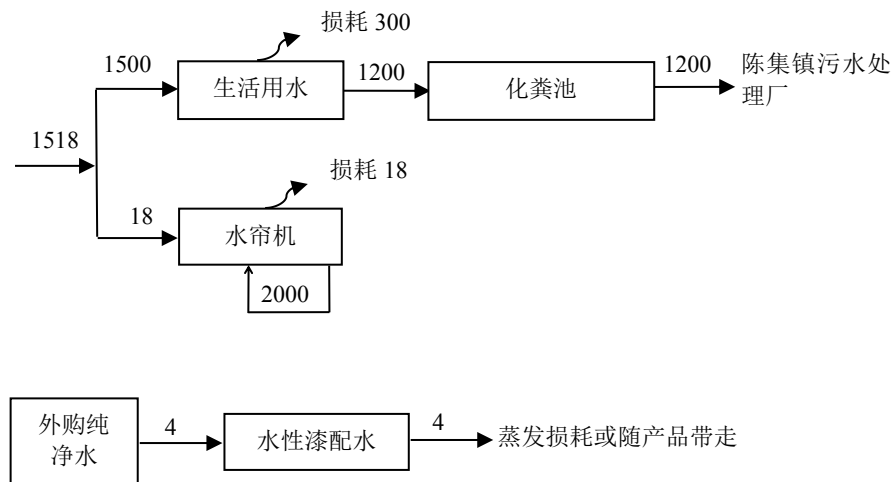 损耗 300
1500
生活用水
1200
化粪池
1200
陈集镇污水处
理厂
1518
损耗 18
18
水帘机
2000
外购纯
净水
4
水性漆配水
4
蒸发损耗或随产品带走